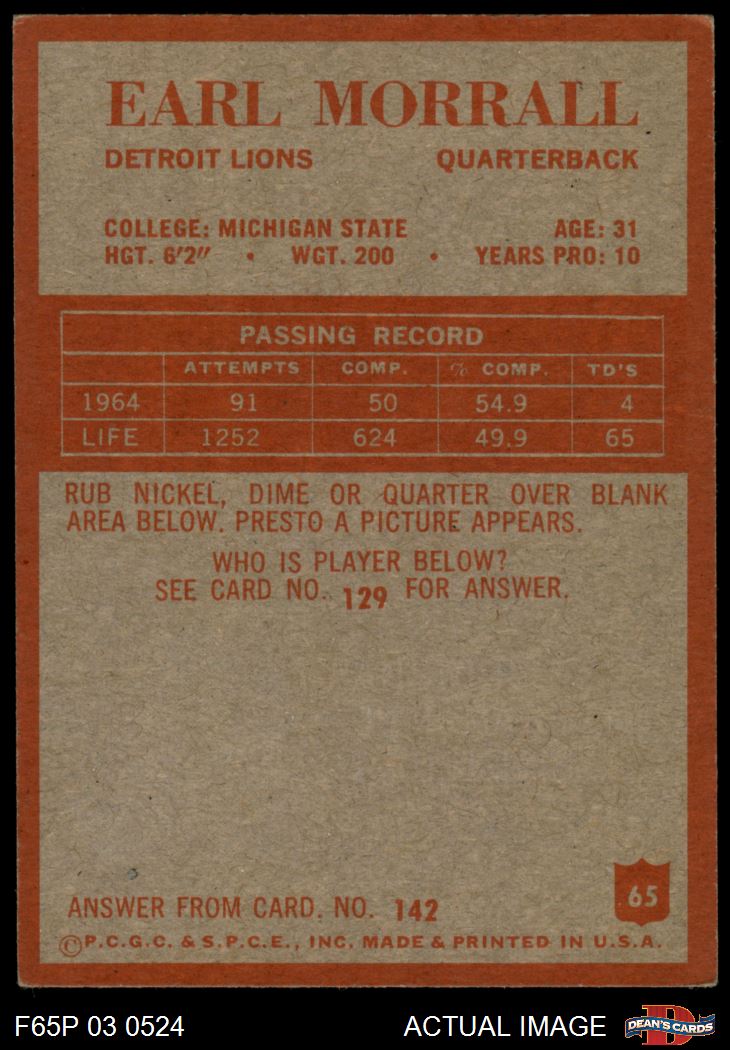 EARL MORRALL
DETROIT LIONS QUARTERBACK
COLLEGE: MICHIGAN STATE AGE: 31
HGT. 6'2" • WGT. 200 • YEARS PRO: 10
PASSING RECORD
ATTEMPTS COMP. % COMP. TD'S
1964 91 50 54.9 4
LIFE 1252 624 49.9 65
RUB NICKEL, DIME OR QUARTER OVER BLANK
AREA BELOW. PRESTO A PICTURE APPEARS.
WHO IS PLAYER BELOW?
SEE CARD NO. 129 FOR ANSWER.
65
ANSWER FROM CARD. NO. 142
©P.C.G.C. & S.P.C.E., INC. MADE & PRINTED IN U.S.A.
F65P 03 0524 ACTUAL IMAGE D DEAN'S CARDS